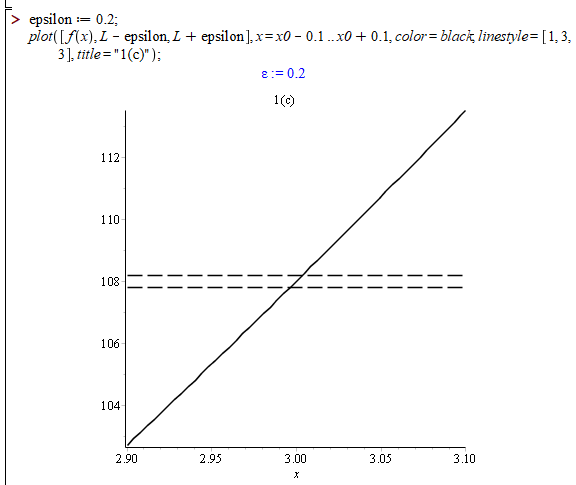 > epsilon := 0.2;
plot([f(x), L − epsilon, L + epsilon], x = x0 − 0.1 .. x0 + 0.1, color = black, linestyle = [1, 3,
3], title = "1(c)");
ε := 0.2
1(c)
112
110
108
106
104
2.90 2.95 3.00 3.05 3.10
x